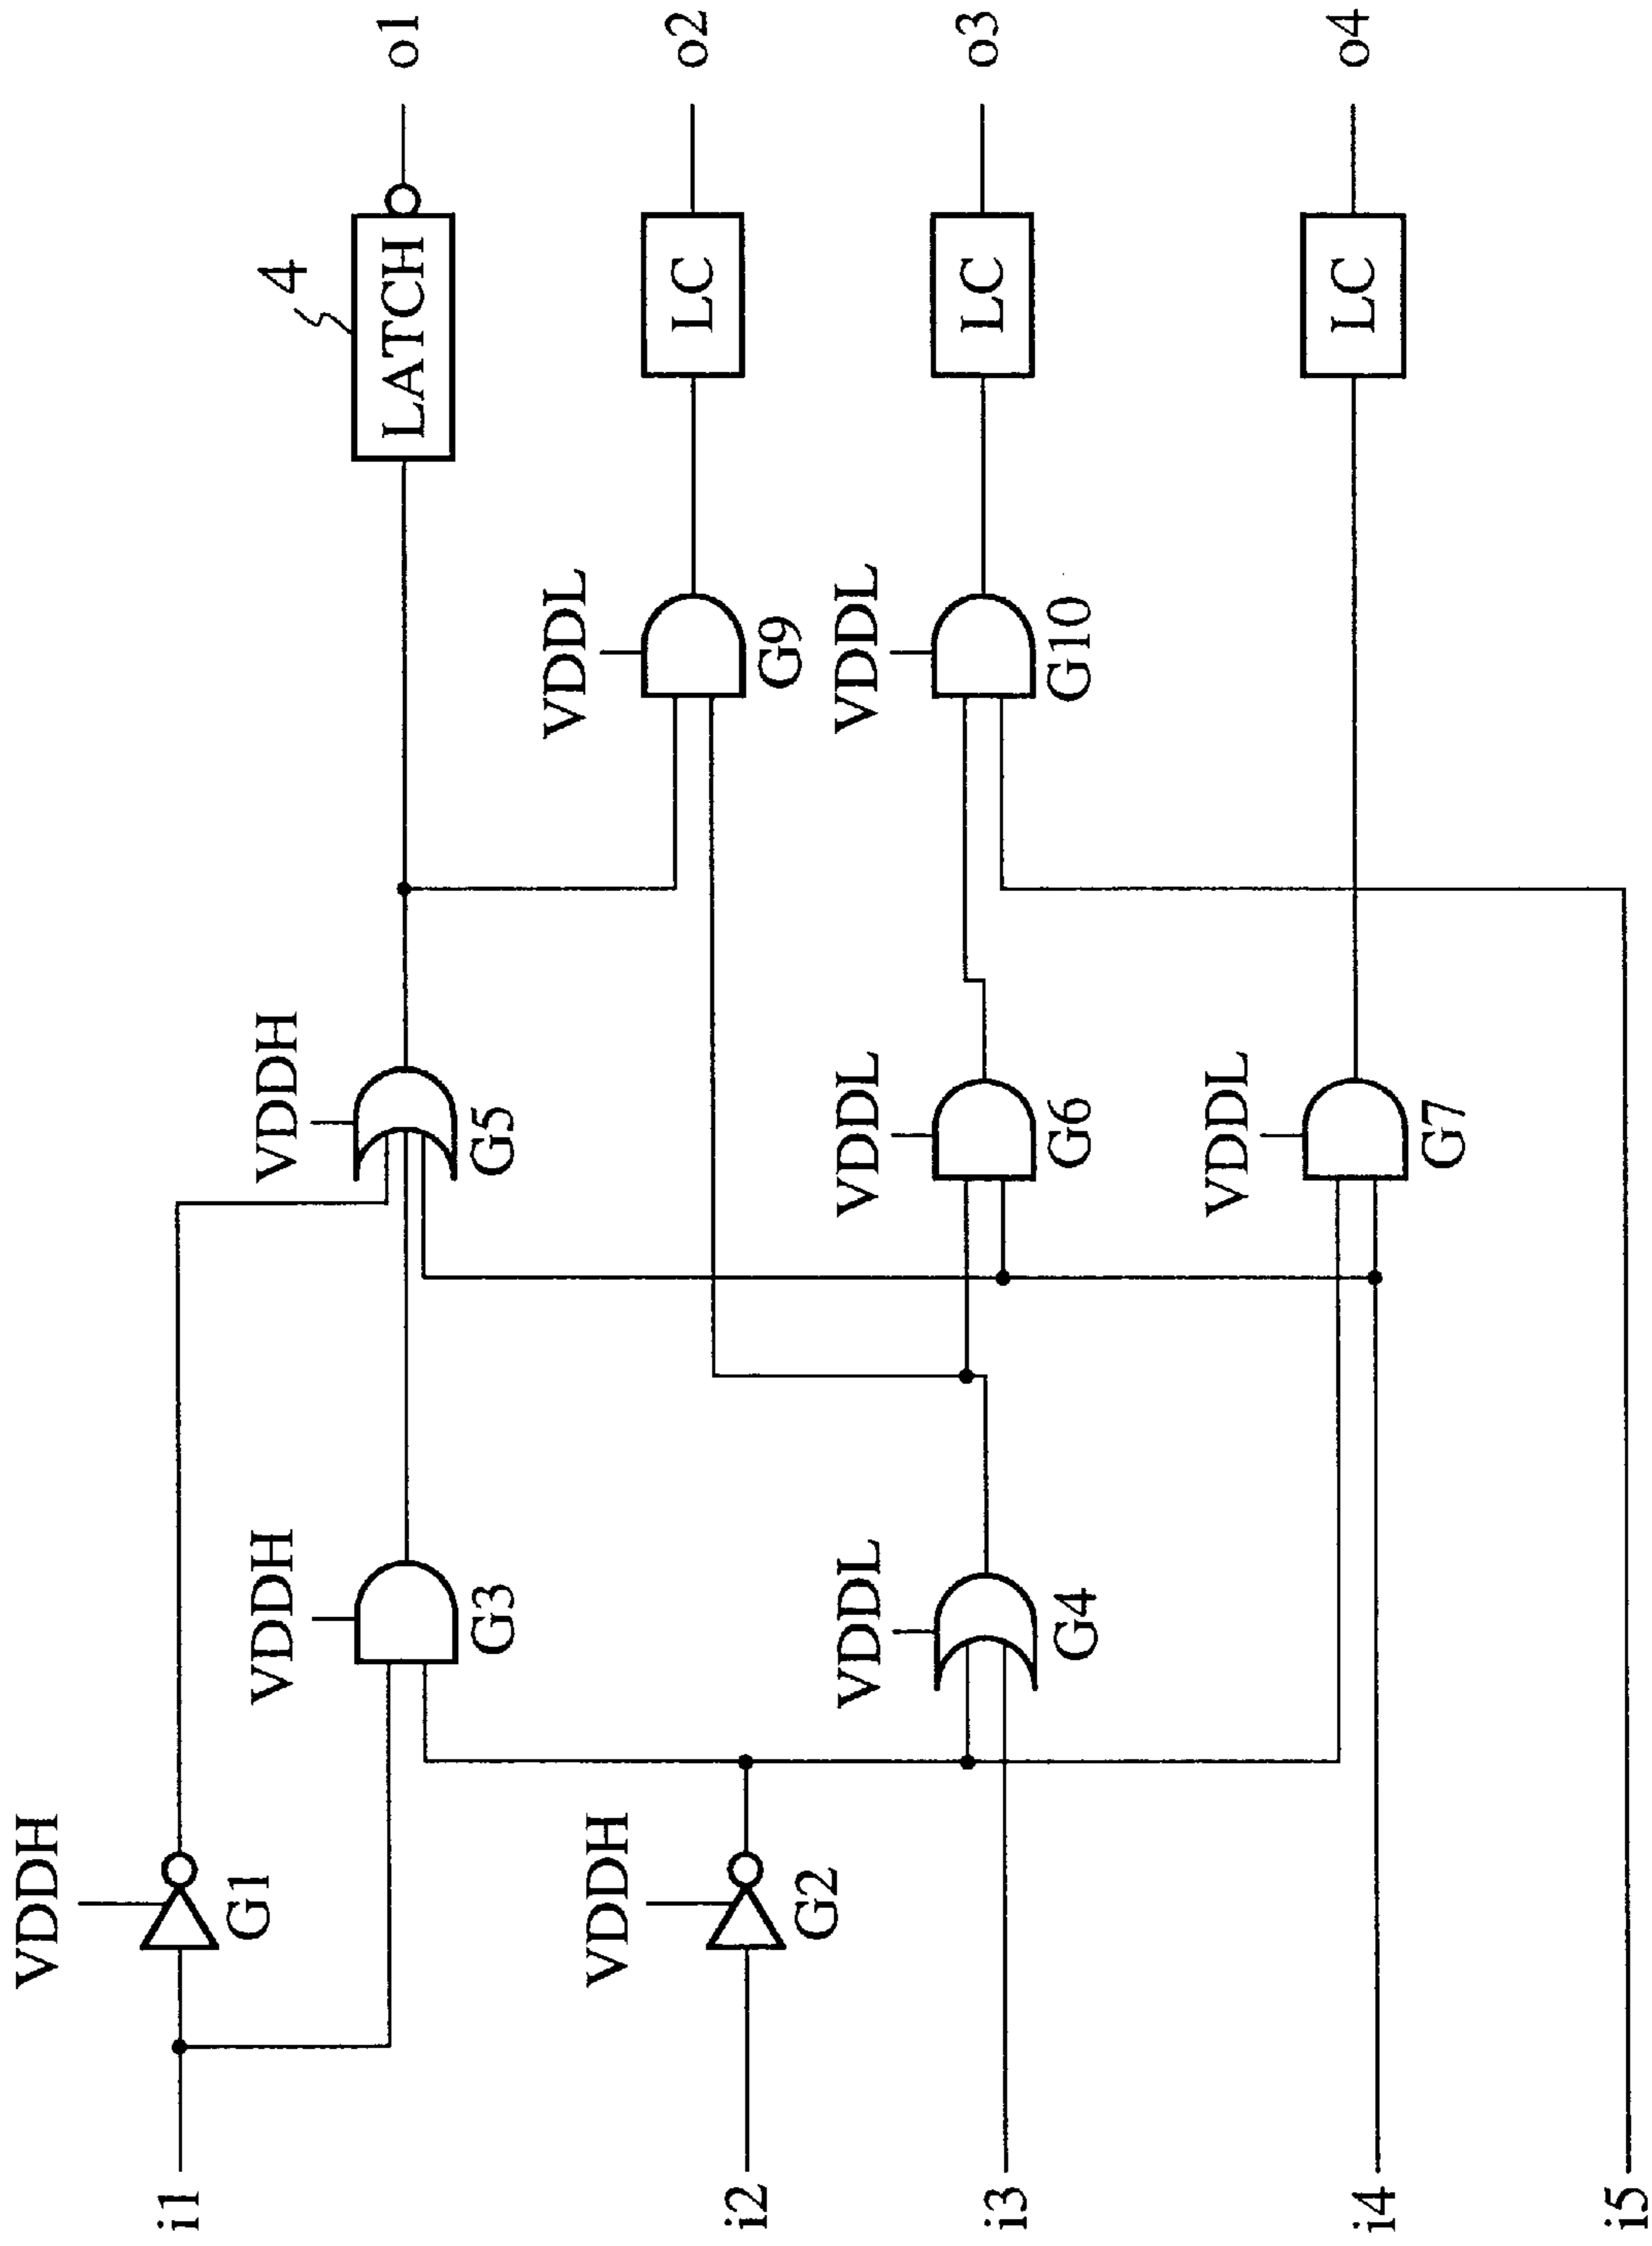 VDDH
G1
i1
VDDH
G3
VDDH
G5
4
LATCH
o1
VDDH
G2
i2
VDDL
G9
LC
o2
VDDL
G4
i3
VDDL
G6
VDDL
G10
LC
o3
VDDL
G7
i4
LC
o4
i5